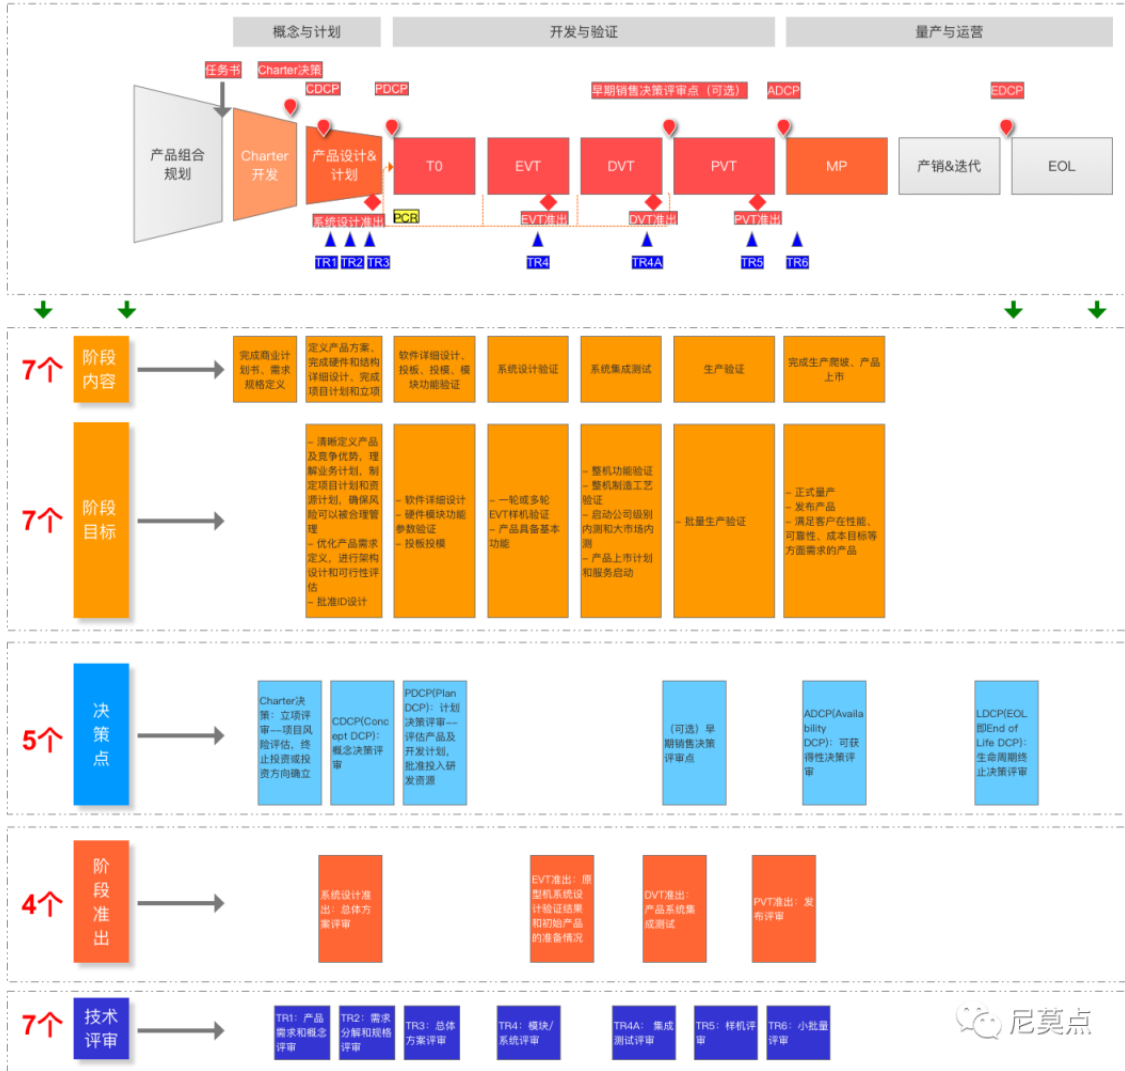 概念与计划
开发与验证
量产与运营
任务书
Charter决策
CDCP
PDCP
早期销售决策评审点（可选）
ADCP
EDCP
产品组合
规划
Charter
开发
产品设计&
计划
T0
EVT
DVT
PVT
MP
产销&迭代
EOL
系统设计准出
PCR
EVT准出
DVT准出
PVT准出
TR1
TR2
TR3
TR4
TR4A
TR5
TR6
7个
阶段
内容
完成商业计
划书、需求
规格定义
定义产品方案、
完成硬件和结构
详细设计、完成
项目计划和立项
软件详细设计、
投板、投模、模
块功能验证
系统设计验证
系统集成测试
生产验证
完成生产爬坡、产品
上市
7个
阶段
目标
– 清晰定义产品
及竞争优势，理
解业务计划，制
定项目计划和资
源计划，确保风
险可以被合理管
理
– 优化产品需求
定义，进行架构
设计和可行性评
估
– 批准ID设计
– 软件详细设计
– 硬件模块功能
参数验证
– 投板投模
– 一轮或多轮
EVT样机验证
– 产品具备基本
功能
– 整机功能验证
– 整机制造工艺
验证
– 启动公司级别
内测和大市场内
测
– 产品上市计划
和服务启动
– 批量生产验证
– 正式量产
– 发布产品
– 满足客户在性能、
可靠性、成本目标等
方面需求的产品
5个
决
策
点
Charter决
策：立项评
审––项目风
险评估，终
止投资或投
资方向确立
CDCP(Conc
ept DCP)：
概念决策评
审
PDCP(Plan
DCP)：计划
决策评审––
评估产品及
开发计划，
批准投入研
发资源
（可选）早
期销售决策
评审点
ADCP(Availa
bility
DCP)：可获
得性决策评
审
LDCP(EOL
即End of
Life DCP)：
生命周期终
止决策评审
4个
阶
段
准
出
系统设计准
出：总体方
案评审
EVT准出：原
型机系统设
计验证结果
和初始产品
的准备情况
DVT准出：
产品系统集
成测试
PVT准出：发
布评审
7个
技术
评审
TR1：产品
需求和概念
评审
TR2：需求
分解和规格
评审
TR3：总体
方案评审
TR4：模块/
系统评审
TR4A： 集成
测试评审
TR5：样机评
审
TR6：小批量
评审
尼莫点